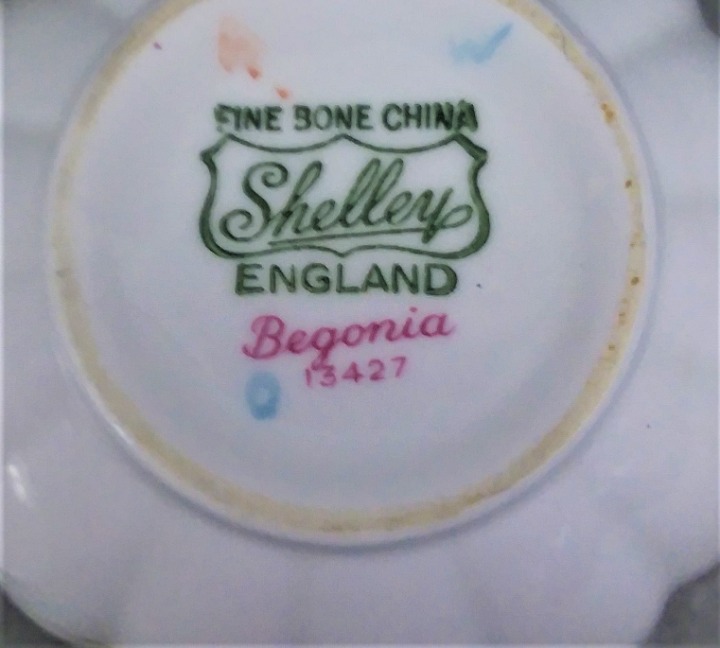 FINE BONE CHINA
Shelley
ENGLAND
Begonia
13427